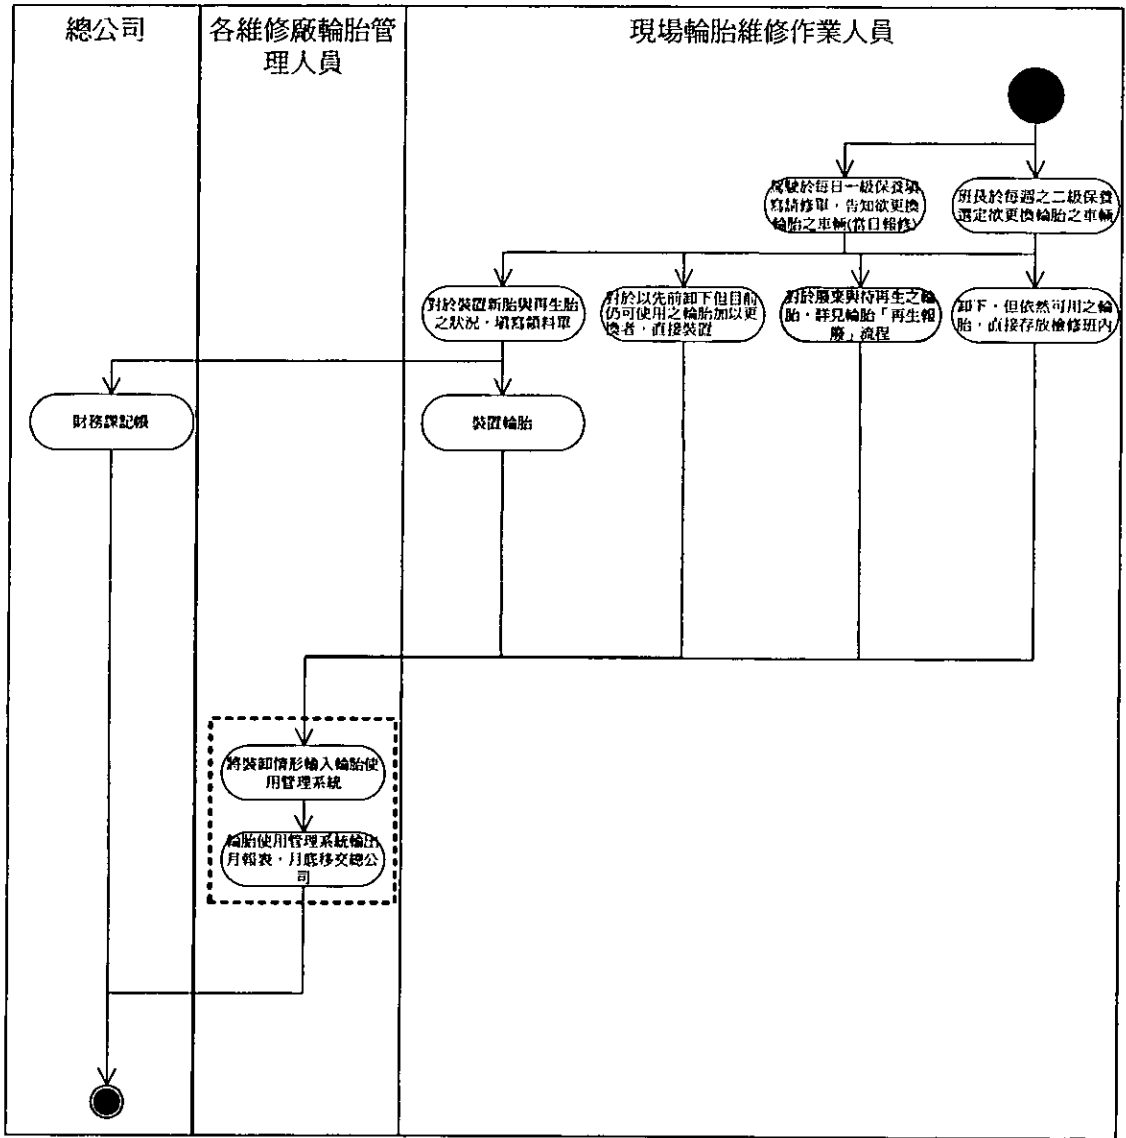 總公司
各維修廠輪胎管
理人員
現場輪胎維修作業人員
駕駛於每日一級保養填
寫請修單，告知欲更換
輪胎之車輛(當日報修)
班長於每週之二級保養
選定欲更換輪胎之車輛
對於裝置新胎與再生胎
之狀況，填寫領料單
對於以先前卸下但目前
仍可使用之輪胎加以更
換者，直接裝置
對於廢棄與待再生之輪
胎，詳見輪胎「再生報
廢」流程
卸下，但依然可用之輪
胎，直接存放檢修班內
財務課記帳
裝置輪胎
將裝卸情形輸入輪胎使
用管理系統
輪胎使用管理系統輸出
月報表，月底移交總公
司